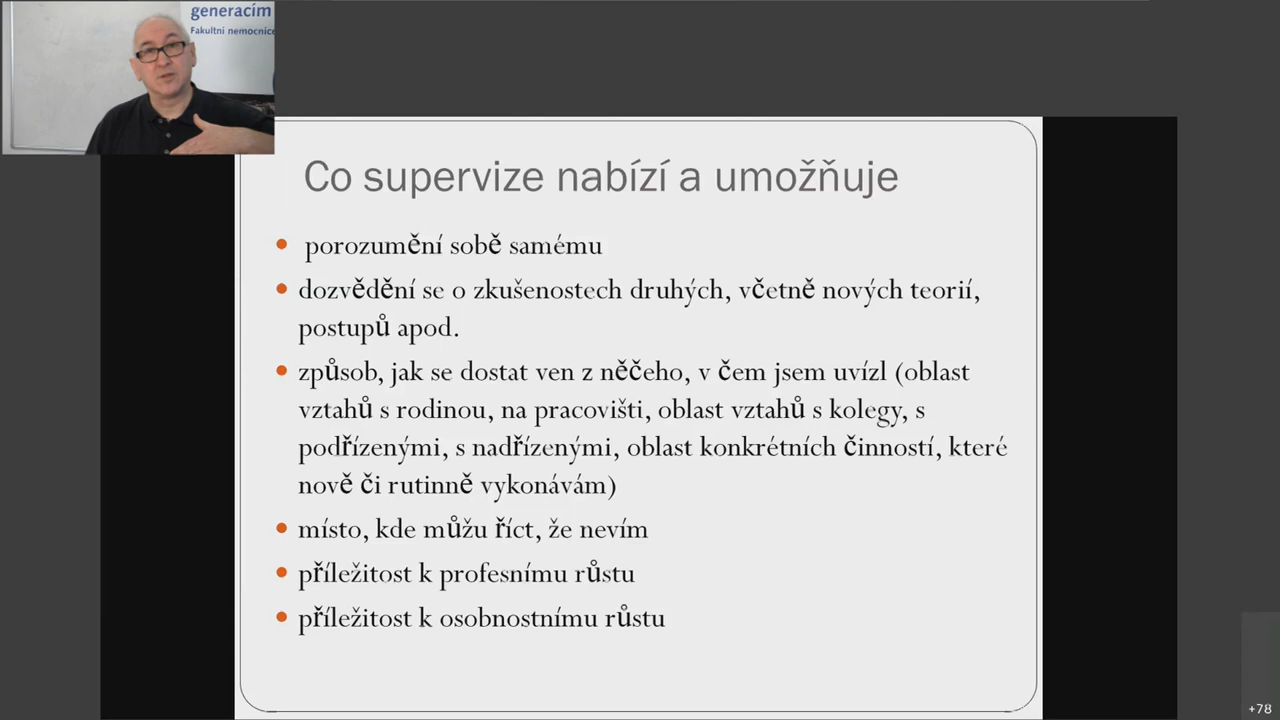 generacím
Fakultní nemocnice
Co supervize nabízí a umožňuje
• porozumění sobě samému
• dozvědění se o zkušenostech druhých, včetně nových teorií,
postupů apod.
• způsob, jak se dostat ven z něčeho, v čem jsem uvízl (oblast
vztahů s rodinou, na pracovišti, oblast vztahů s kolegy, s
podřízenými, s nadřízenými, oblast konkrétních činností, které
nově či rutinně vykonávám)
• místo, kde můžu říct, že nevím
• příležitost k profesnímu růstu
• příležitost k osobnostnímu růstu
+78